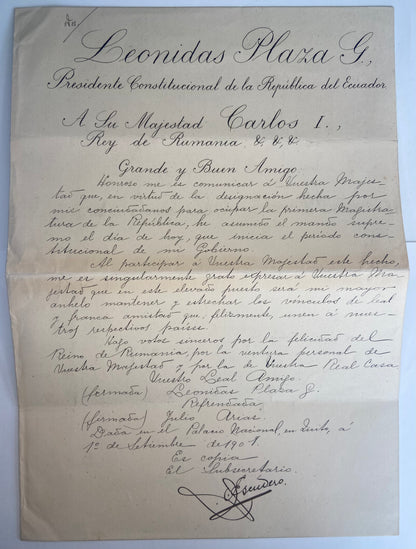 Leonidas Plaza G.,
Presidente Constitucional de la República del Ecuador
A Su Majestad Carlos I.,
Rey de Rumania &, &, &,
Grande y Buen Amigo
Honroso me es comunicar á Vuestra Majes-
tad que, en virtud de la designación hecha por
mis conciudadanos para ocupar la primera Magistra-
tura de la República, he asumido el mando supre-
mo el día de hoy, que inicia el período cons-
titucional de mi Gobierno.
Al participar á Vuestra Majestad este hecho,
me es singularmente grato expresar á Vuestra Ma-
jestad que en este elevado puesto, será mi mayor
anhelo mantener y estrechar los vínculos de leal
y franca amistad que, felizmente, unen á nues-
tros respectivos países.
Hago votos sinceros por la felicidad del
Reino de Rumania, por la ventura personal de
Vuestra Majestad y por la de Vuestra Real Casa.
Vuestro Leal Amigo.
(firmado) Leonidas Plaza G.
Refrendada,
(firmado) Julio Arias.
Dada en el Palacio Nacional, en Quito, á
1º de Setiembre de 1901.
Es copia
El Subsecretario.
Escudero.